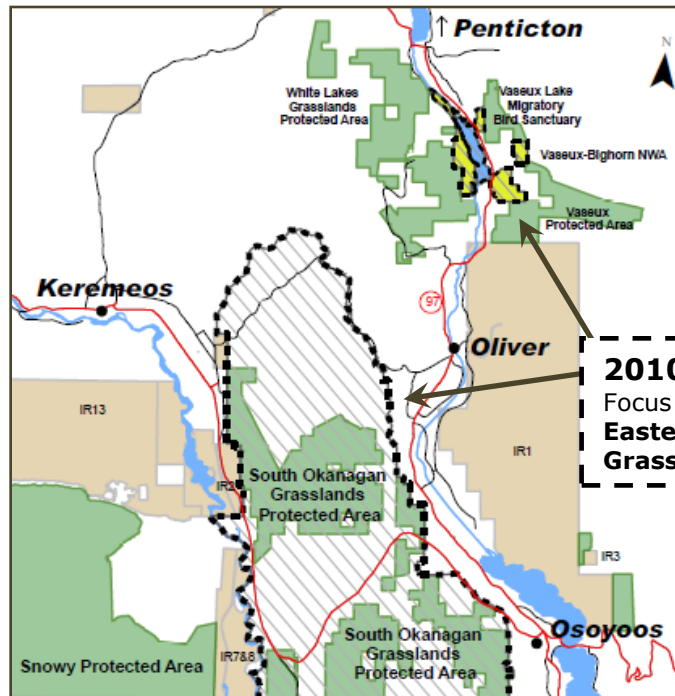 ↑ Penticton
N
White Lakes
Grasslands
Protected Area
Vaseux Lake
Migratory
Bird Sanctuary
Vaseux-Bighorn NWA
Vaseux
Protected Area
Keremeos
97
Oliver
2010
Focus
Easte
Grass
IR13
IR2
IR1
South Okanagan
Grasslands
Protected Area
IR3
Osoyoos
South Okanagan
Grasslands
Protected Area
IR7&8
Snowy Protected Area